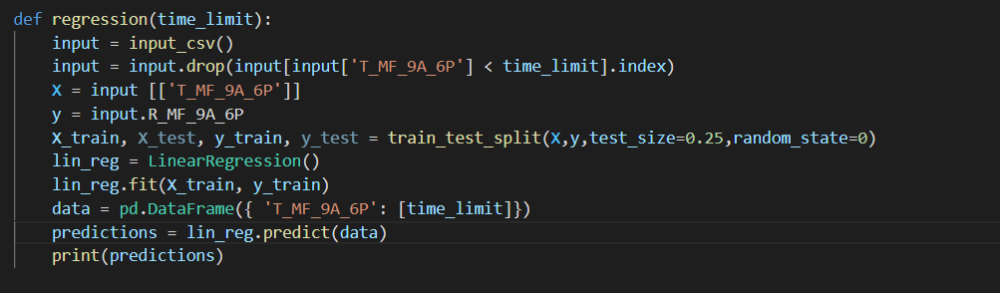 def regression(time_limit):
    input = input_csv()
    input = input.drop(input[input['T_MF_9A_6P'] < time_limit].index)
    X = input [['T_MF_9A_6P']]
    y = input.R_MF_9A_6P
    X_train, X_test, y_train, y_test = train_test_split(X,y,test_size=0.25,random_state=0)
    lin_reg = LinearRegression()
    lin_reg.fit(X_train, y_train)
    data = pd.DataFrame({ 'T_MF_9A_6P': [time_limit]})
    predictions = lin_reg.predict(data)
    print(predictions)